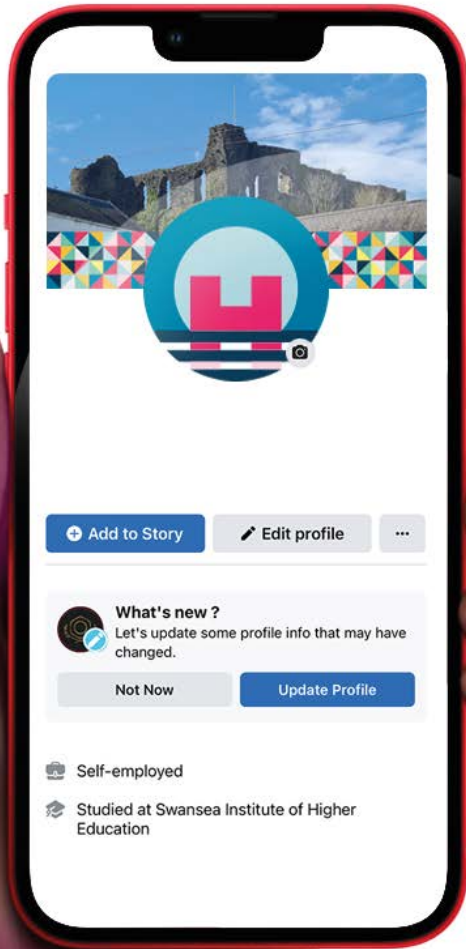 Add to Story
Edit profile
What's new ?
Let's update some profile info that may have
changed.
Not Now
Update Profile
Self-employed
Studied at Swansea Institute of Higher
Education